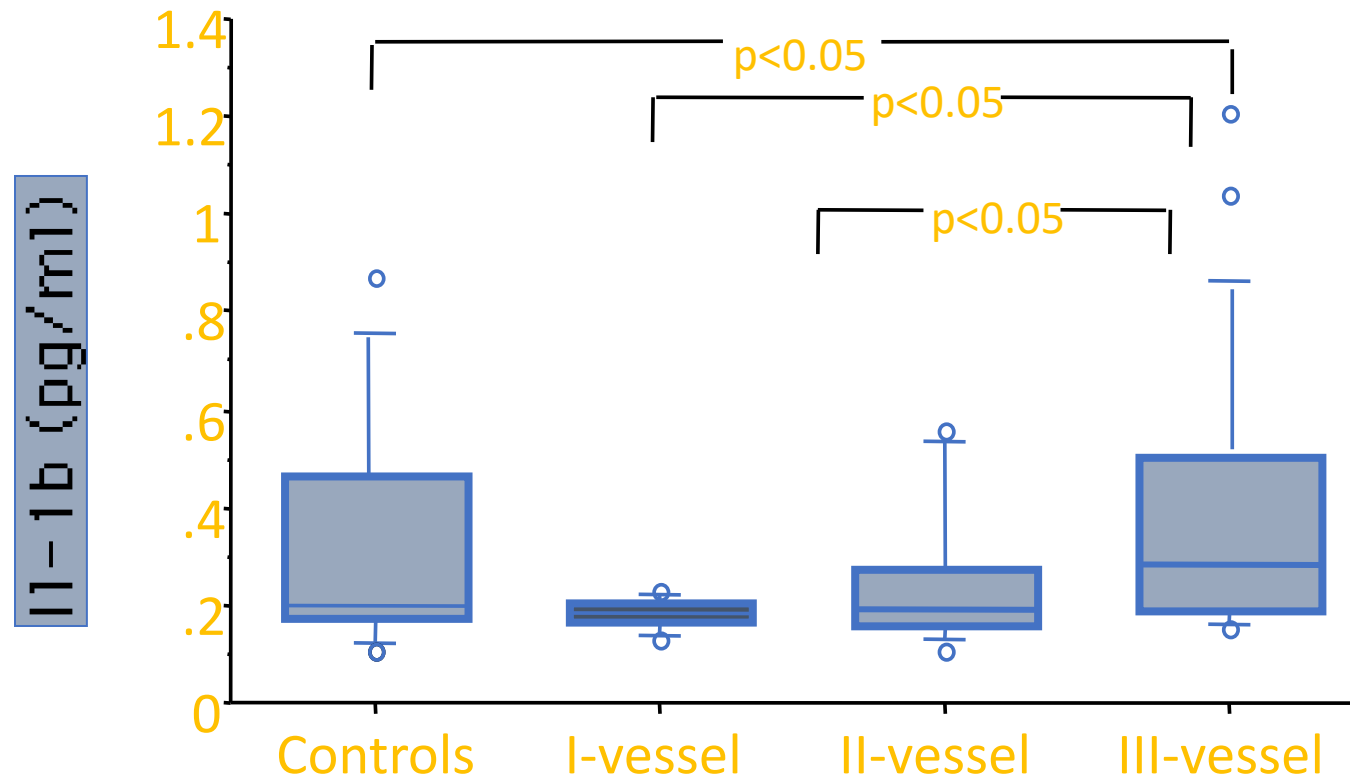 1.4
p<0.05
p<0.05
1.2
1
p<0.05
.8
.6
.4
.2
0
Il-1b (pg/ml)
Controls
I-vessel
II-vessel
III-vessel